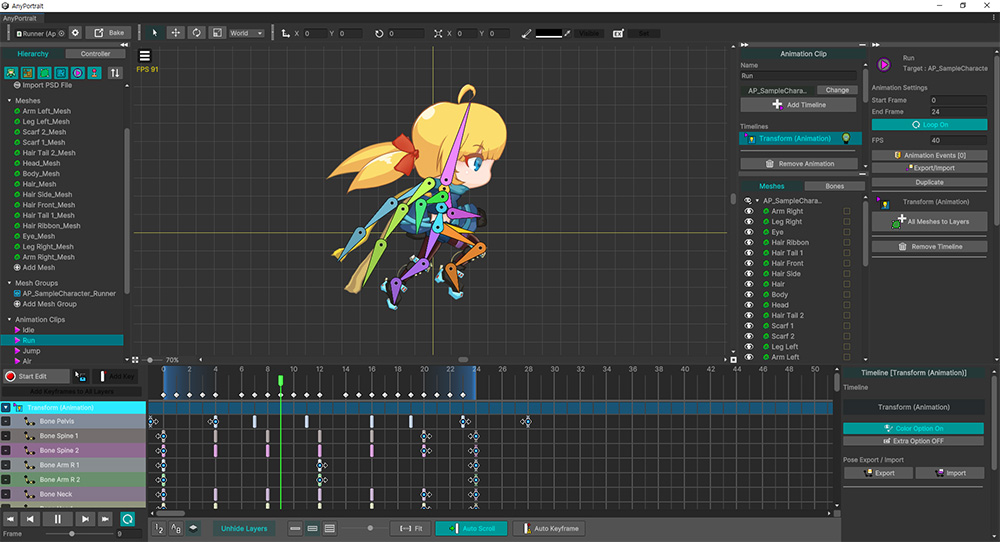 AnyPortrait
AnyPortrait
Runner (Ap
Bake
World
X 0 Y 0
0
X 0 Y 0
Visible
EX
Set
Hierarchy
Controller
Import PSD File
Meshes
Arm Left_Mesh
Leg Left_Mesh
Scarf 2_Mesh
Scarf 1_Mesh
Hair Tail 2_Mesh
Head_Mesh
Body_Mesh
Hair_Mesh
Hair Side_Mesh
Hair Front_Mesh
Hair Tail 1_Mesh
Hair Ribbon_Mesh
Eye_Mesh
Leg Right_Mesh
Arm Right_Mesh
Add Mesh
Mesh Groups
AP_SampleCharacter_Runner
Add Mesh Group
Animation Clips
Idle
Run
Jump
Air
FPS 91
70%
Animation Clip
Name
Run
AP_SampleChara..
Change
Add Timeline
Timelines
Transform (Animation)
Remove Animation
Meshes
Bones
AP_SampleChara..
Arm Right
Leg Right
Eye
Hair Ribbon
Hair Tail 1
Hair Front
Hair Side
Hair
Body
Head
Hair Tail 2
Scarf 1
Scarf 2
Leg Left
Arm Left
Run
Target : AP_SampleCharacte
Animation Settings
Start Frame 0
End Frame 24
Loop On
FPS 40
Animation Events [0]
Export/Import
Duplicate
Transform (Animation)
All Meshes to Layers
Remove Timeline
Start Edit
Add Key
Add Keyframes to All Layers
0 2 4 6 8 10 12 14 16 18 20 22 24 26 28 30 32 34 36 38 40 42 44 46 48 50
Transform (Animation)
Bone Pelvis
Bone Spine 1
Bone Spine 2
Bone Arm R 1
Bone Arm R 2
Bone Neck
Frame 9
Unhide Layers
Fit
Auto Scroll
Auto Keyframe
Timeline [Transform (Animation)]
Timeline
Transform (Animation)
Color Option On
Extra Option OFF
Pose Export / Import
Export
Import